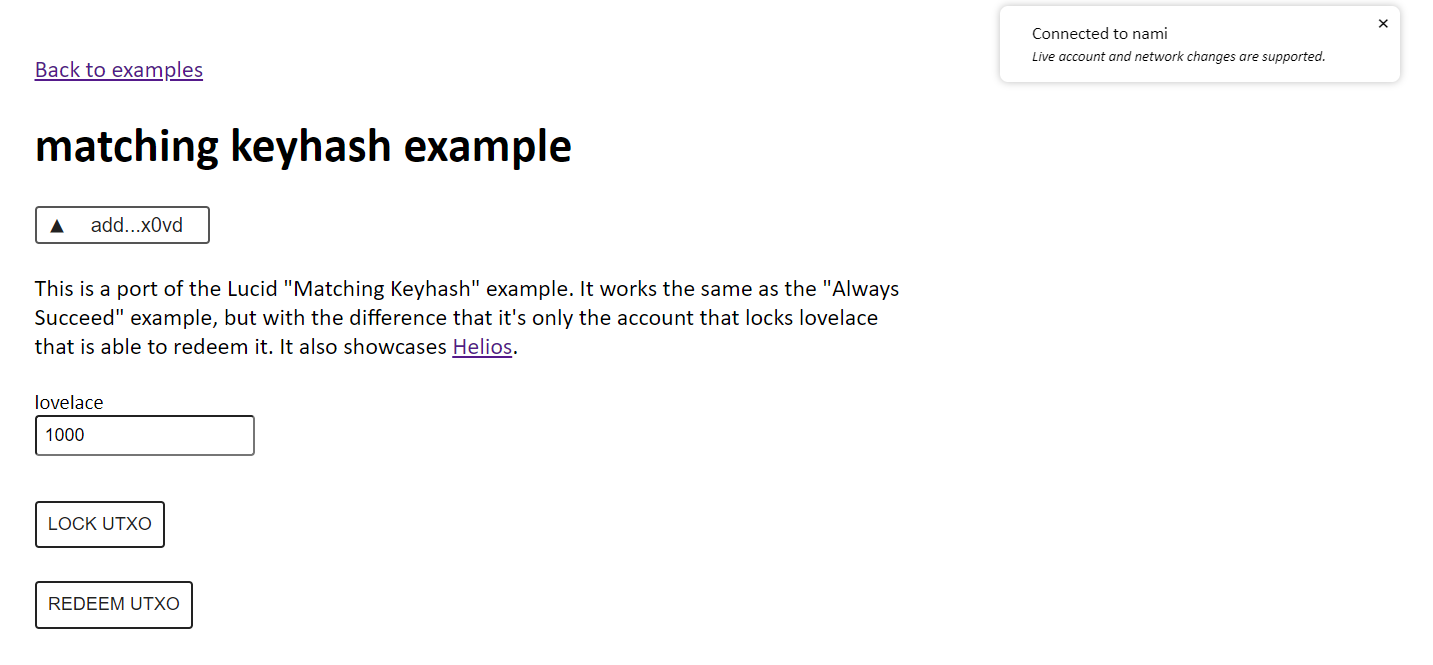 Connected to nami
×
Live account and network changes are supported.
Back to examples
matching keyhash example
▲ add...x0vd
This is a port of the Lucid "Matching Keyhash" example. It works the same as the "Always
Succeed" example, but with the difference that it's only the account that locks lovelace
that is able to redeem it. It also showcases Helios.
lovelace
1000
LOCK UTXO
REDEEM UTXO